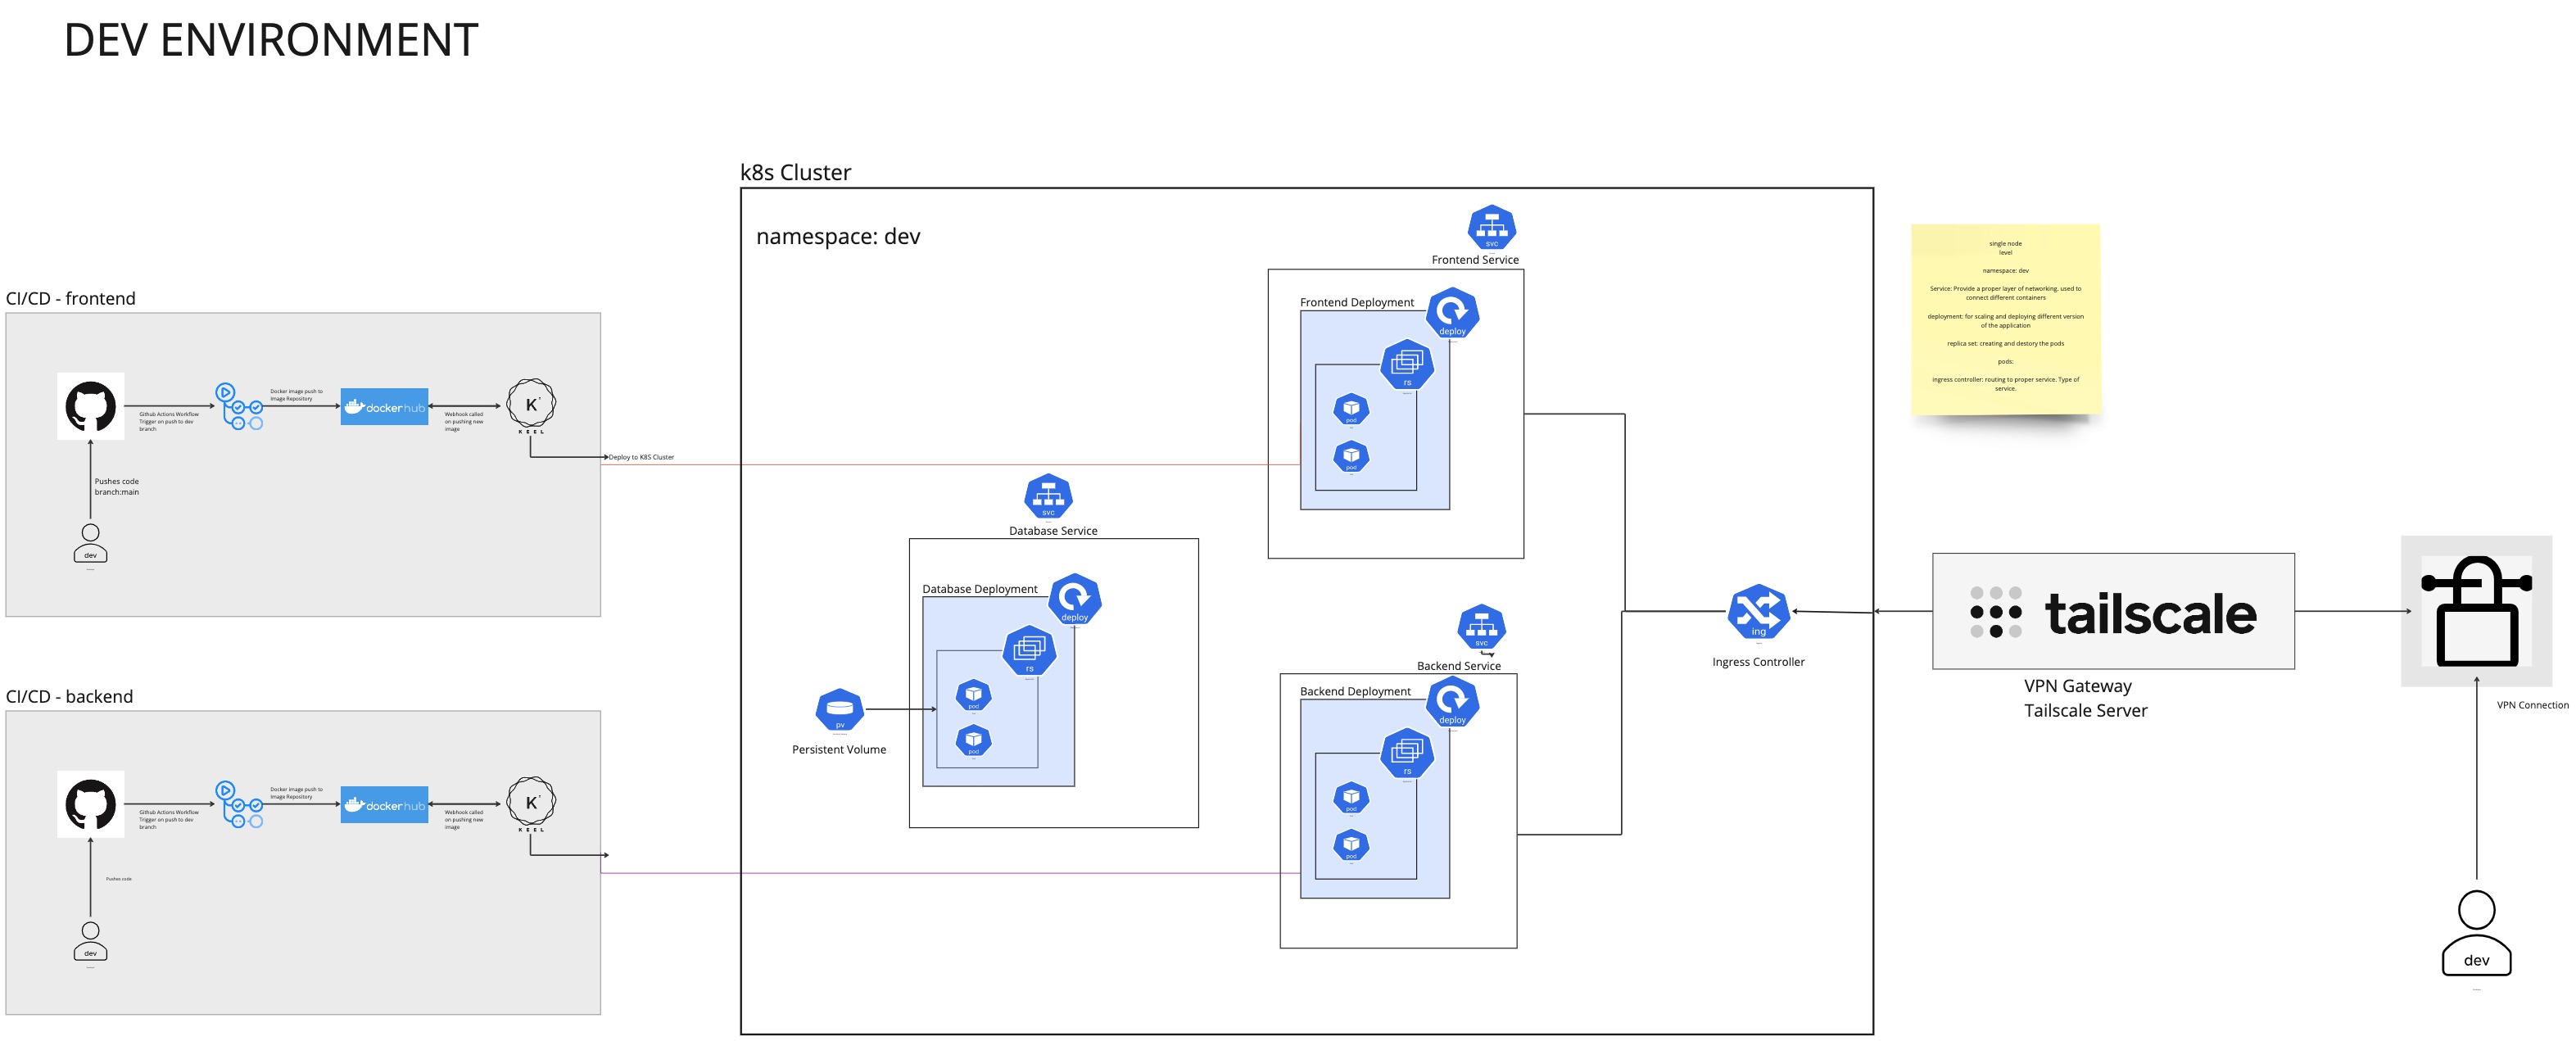 DEV ENVIRONMENT
k8s Cluster
namespace: dev
CI/CD - frontend
Github Actions Workflow
Trigger on push to dev
branch
Docker image push to
Image Repository
dockerhub
Webhook called
on pushing new
image
K
KEEL
Deploy to K8S Cluster
Pushes code
branch:main
dev
CI/CD - backend
Github Actions Workflow
Trigger on push to dev
branch
Docker image push to
Image Repository
dockerhub
Webhook called
on pushing new
image
K
KEEL
Pushes code
dev
svc
Frontend Service
Frontend Deployment
deploy
rs
pod
pod
svc
Database Service
Database Deployment
deploy
rs
pod
pod
pv
Persistent Volume
svc
Backend Service
Backend Deployment
deploy
rs
pod
pod
ing
Ingress Controller
single node
level
namespace: dev
Service: Provide a proper layer of networking. used to
connect different containers
deployment: for scaling and deploying different version
of the application
replica set: creating and destory the pods
pods:
ingress controller: routing to proper service. Type of
service.
tailscale
VPN Gateway
Tailscale Server
VPN Connection
dev